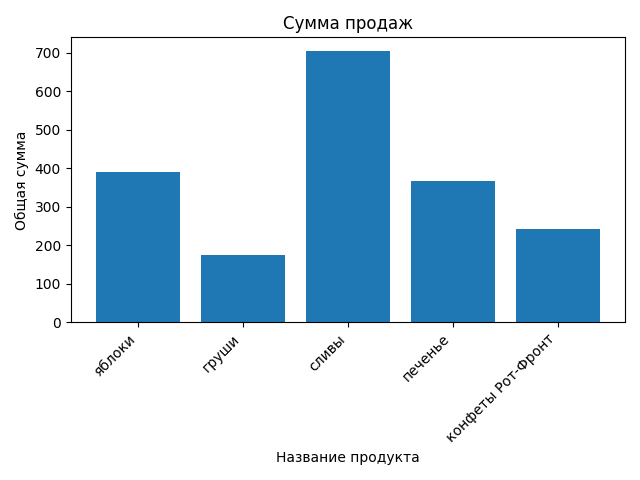 Сумма продаж
Общая сумма
700
600
500
400
300
200
100
0
яблоки
груши
сливы
печенье
конфеты Рот-Фронт
Название продукта